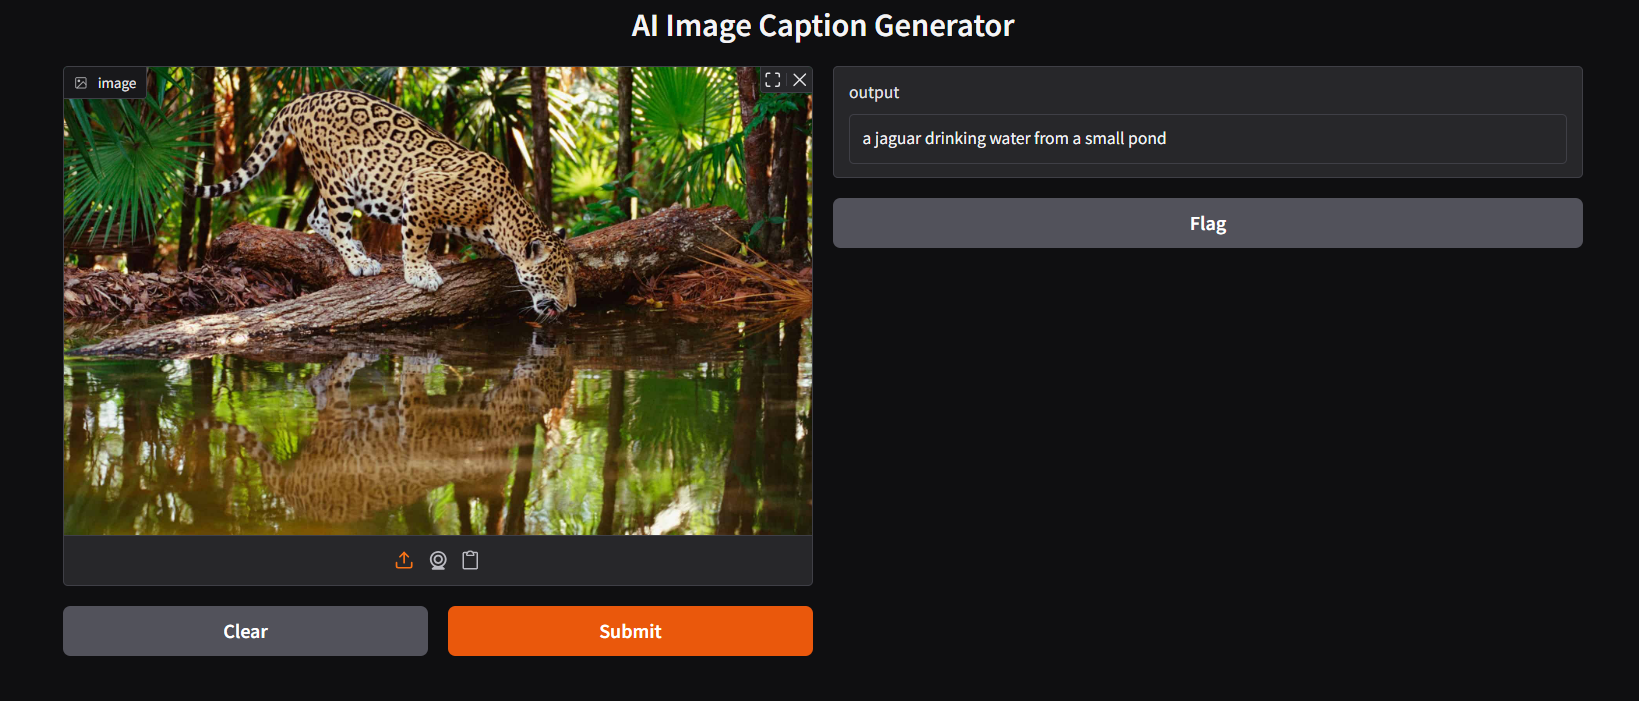 AI Image Caption Generator
image
output
a jaguar drinking water from a small pond
Flag
Clear
Submit